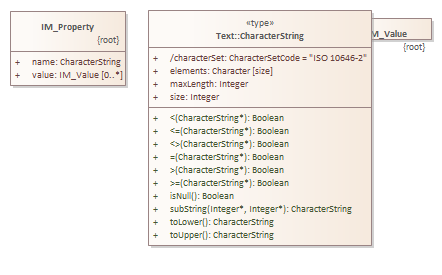 IM_Property
{root}
+ name: CharacterString
+ value: IM_Value [0..*]
«type»
Text::CharacterString
+ /characterSet: CharacterSetCode = "ISO 10646-2"
+ elements: Character [size]
+ maxLength: Integer
+ size: Integer
+ <(CharacterString*): Boolean
+ <=(CharacterString*): Boolean
+ <>(CharacterString*): Boolean
+ =(CharacterString*): Boolean
+ >(CharacterString*): Boolean
+ >=(CharacterString*): Boolean
+ isNull(): Boolean
+ subString(Integer*, Integer*): CharacterString
+ toLower(): CharacterString
+ toUpper(): CharacterString
M_Value
{root}